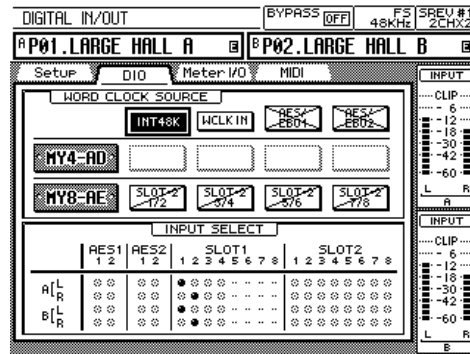 DIGITAL IN/OUT
BYPASS OFF
FS 48KHz
SREV #1 2CHX2
A P01.LARGE HALL A
B P02.LARGE HALL B
Setup DIO Meter I/O MIDI
WORD CLOCK SOURCE
INT48K WCLK IN AES/EBU1 AES/EBU2
MY4-AD
MY8-AE SLOT-2 1/2 SLOT-2 3/4 SLOT-2 5/6 SLOT-2 7/8
INPUT SELECT
AES1 AES2 SLOT1 SLOT2
1 2 1 2 1 2 3 4 5 6 7 8 1 2 3 4 5 6 7 8
A[L
R
B[L
R
INPUT
CLIP
- 6
-12
-18
-30
-42
-60
L R
A
INPUT
CLIP
- 6
-12
-18
-30
-42
-60
L R
B